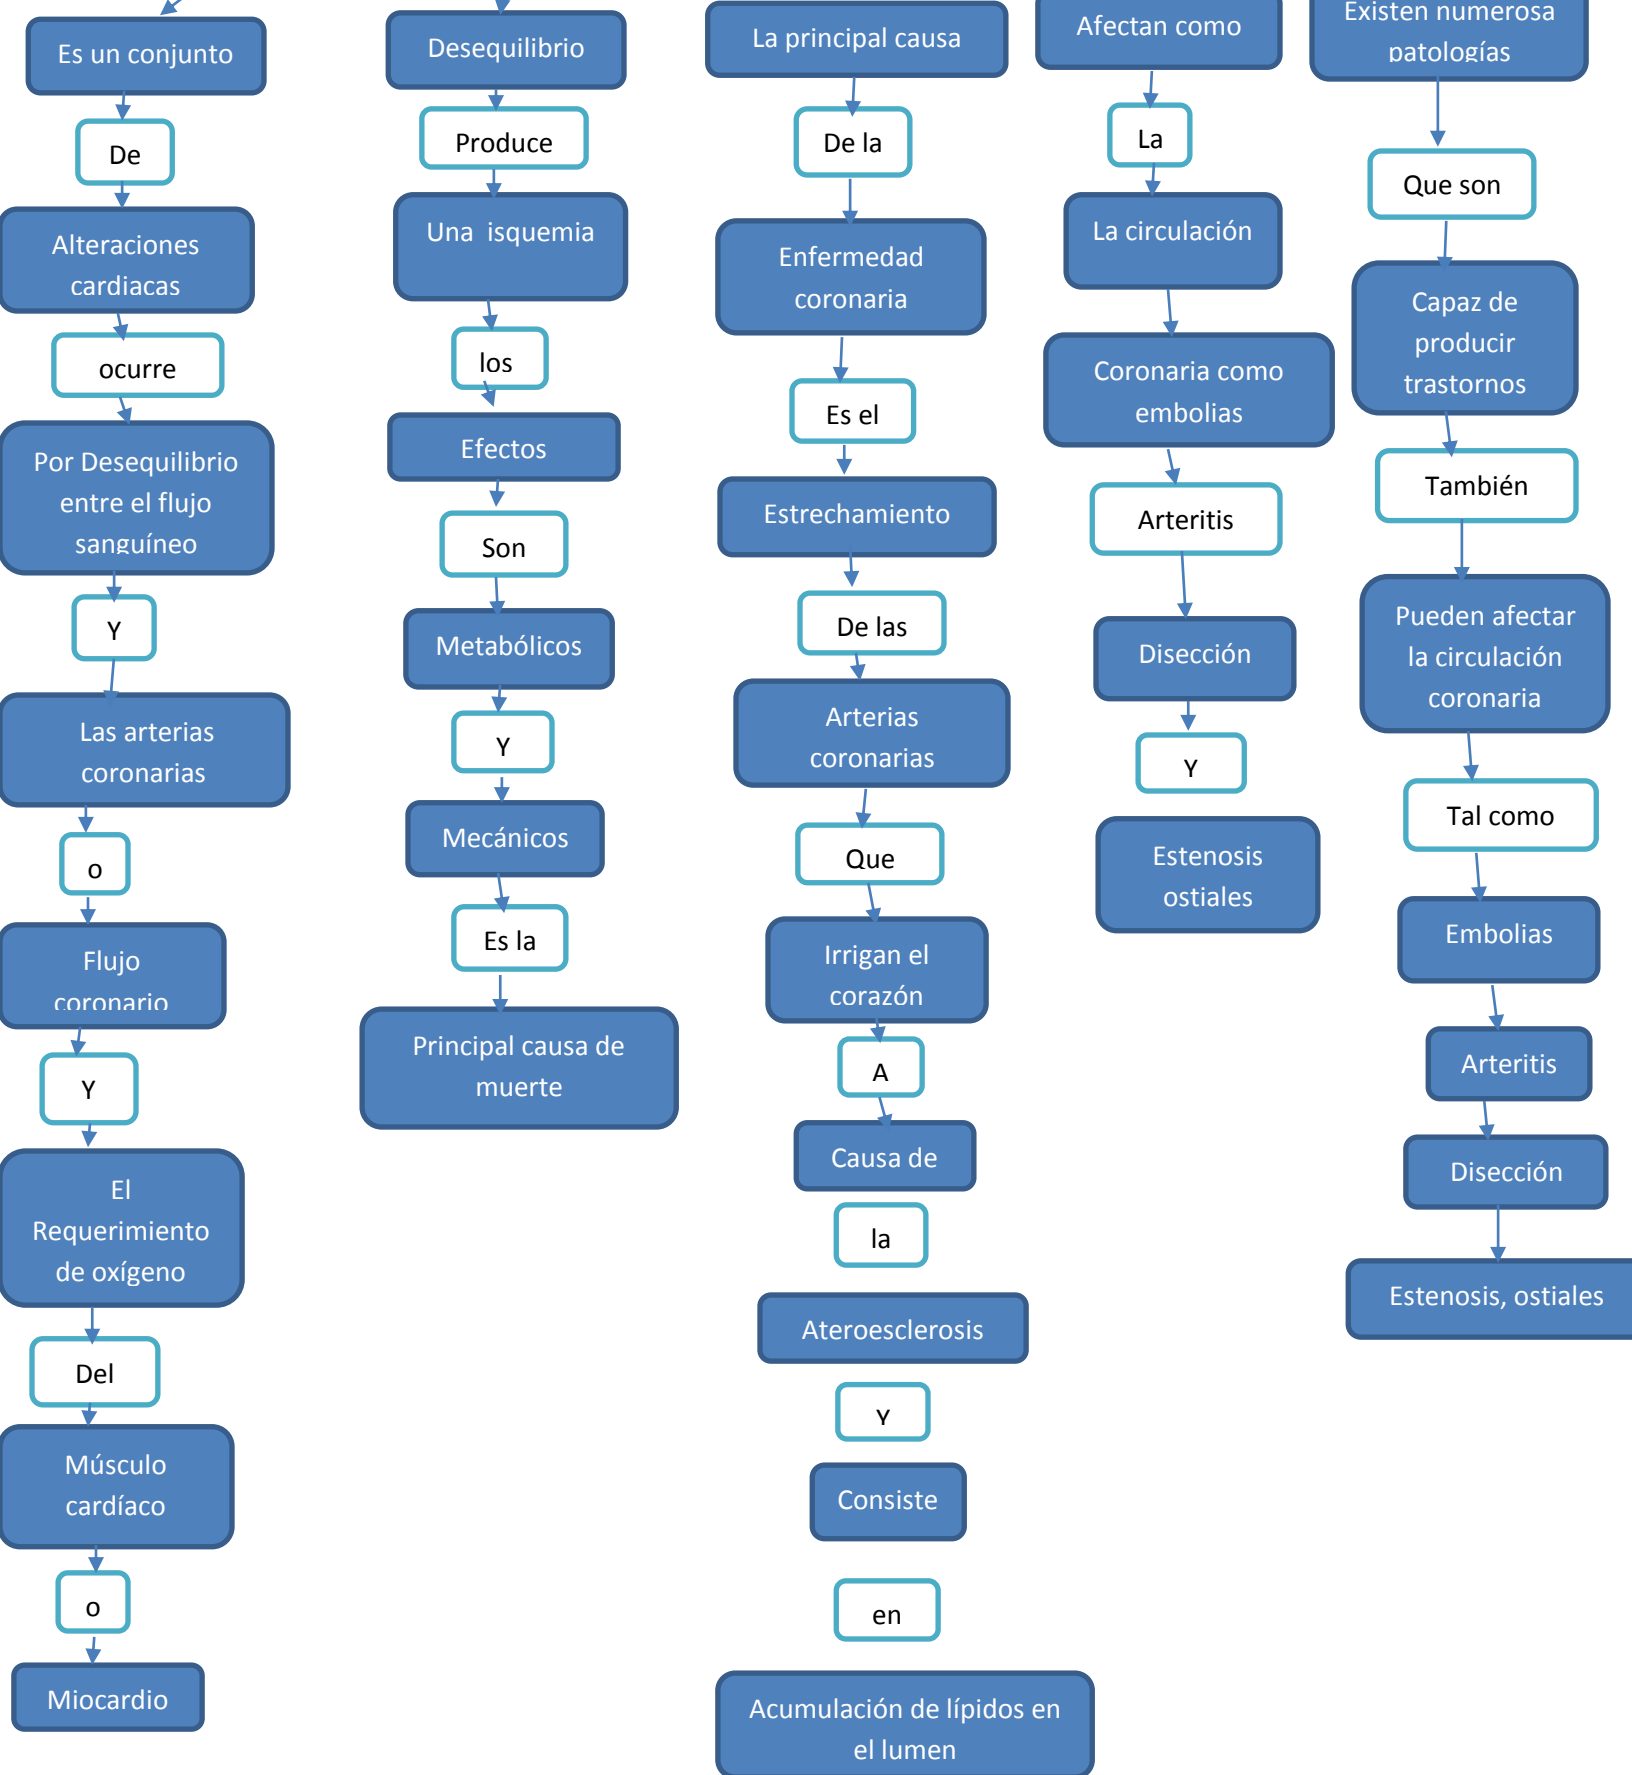 Es un conjunto
De
Alteraciones
cardiacas
ocurre
Por Desequilibrio
entre el flujo
sanguíneo
Y
Las arterias
coronarias
o
Flujo
coronario
Y
El
Requerimiento
de oxígeno
Del
Músculo
cardíaco
o
Miocardio
Desequilibrio
Produce
Una isquemia
los
Efectos
Son
Metabólicos
Y
Mecánicos
Es la
Principal causa de
muerte
La principal causa
De la
Enfermedad
coronaria
Es el
Estrechamiento
De las
Arterias
coronarias
Que
Irrigan el
corazón
A
Causa de
la
Ateroesclerosis
Y
Consiste
en
Acumulación de lípidos en
el lumen
Afectan como
La
La circulación
Coronaria como
embolias
Arteritis
Disección
Y
Estenosis
ostiales
Existen numerosa
patologías
Que son
Capaz de
producir
trastornos
También
Pueden afectar
la circulación
coronaria
Tal como
Embolias
Arteritis
Disección
Estenosis, ostiales